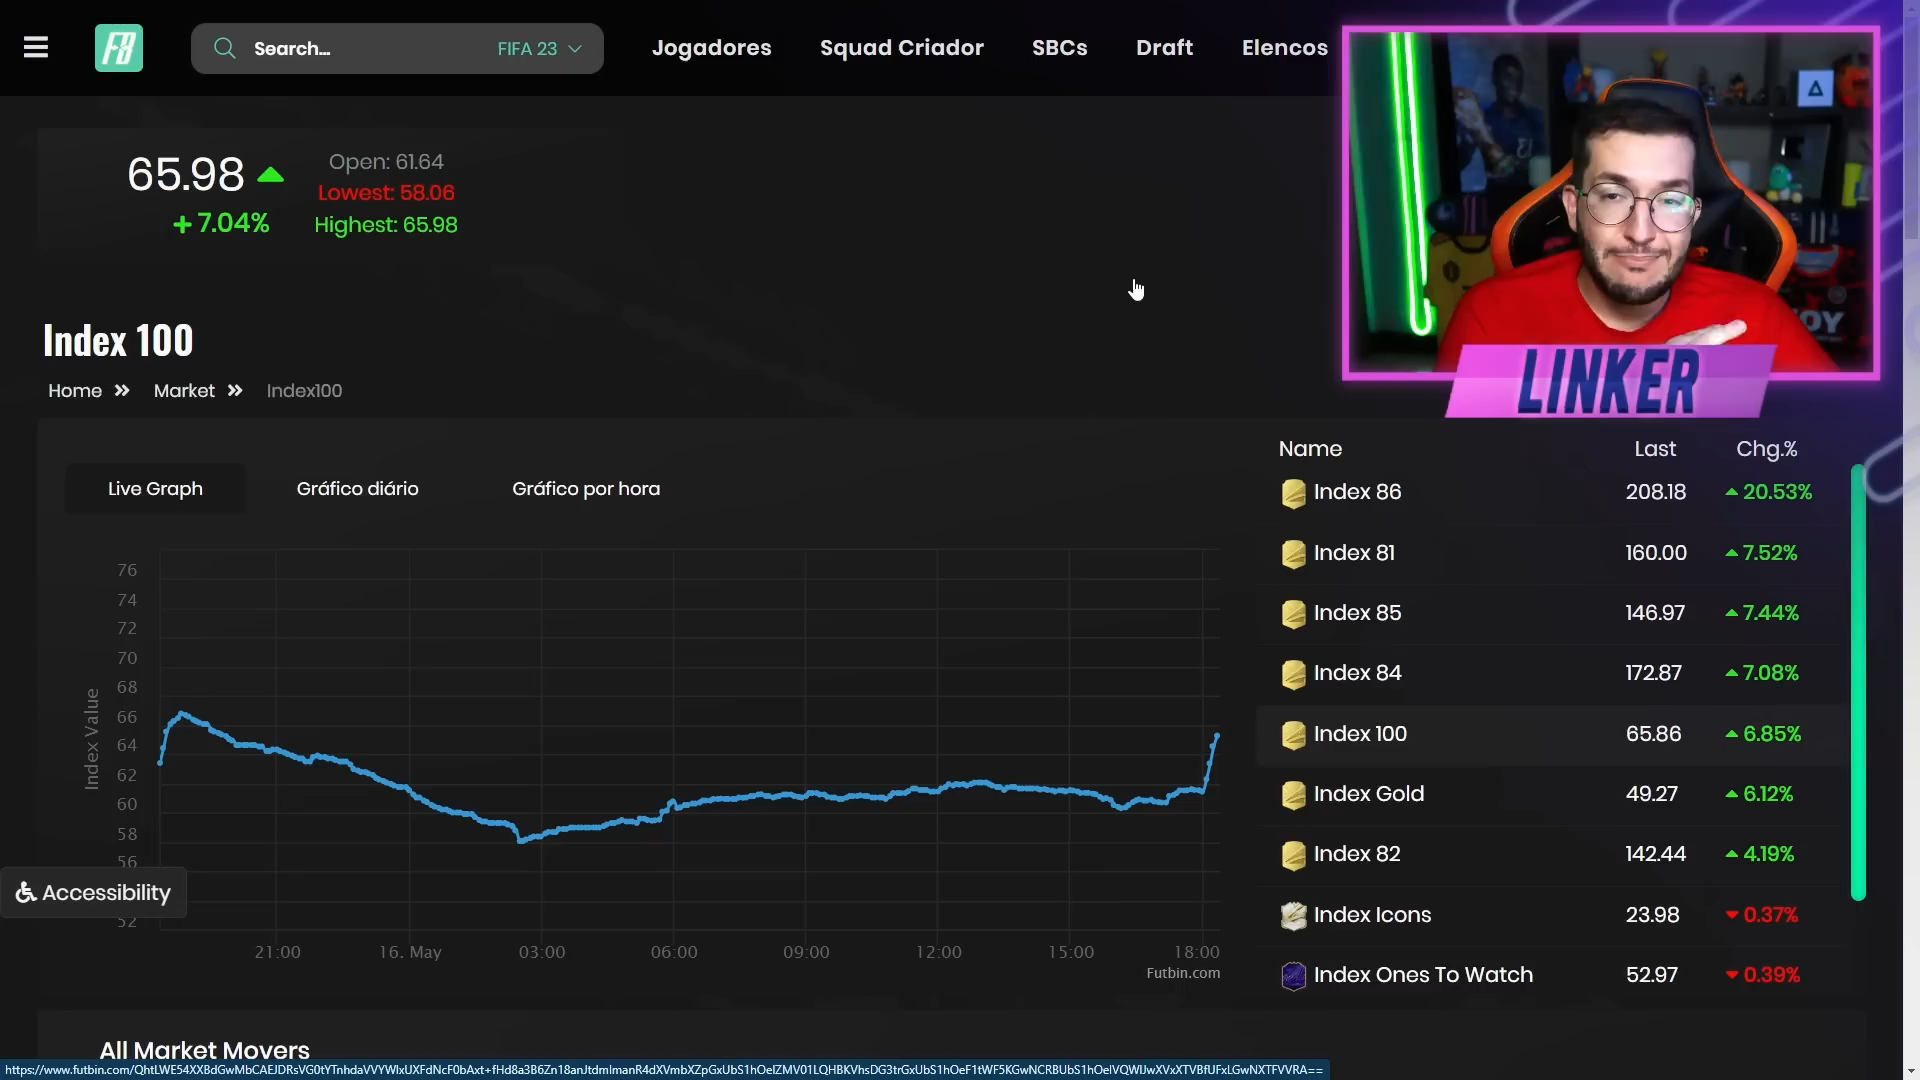 Search...
FIFA 23
Jogadores
Squad Criador
SBCs
Draft
Elencos
65.98
+7.04%
Open: 61.64
Lowest: 58.06
Highest: 65.98
LINKER
Index 100
Home » Market » Index100
Live Graph
Gráfico diário
Gráfico por hora
Index Value
76
74
72
70
68
66
64
62
60
58
56
52
21:00
16. May
03:00
06:00
09:00
12:00
15:00
18:00
Futbin.com
Accessibility
Name Last Chg.%
Index 86 208.18 20.53%
Index 81 160.00 7.52%
Index 85 146.97 7.44%
Index 84 172.87 7.08%
Index 100 65.86 6.85%
Index Gold 49.27 6.12%
Index 82 142.44 4.19%
Index Icons 23.98 0.37%
Index Ones To Watch 52.97 0.39%
All Market Movers